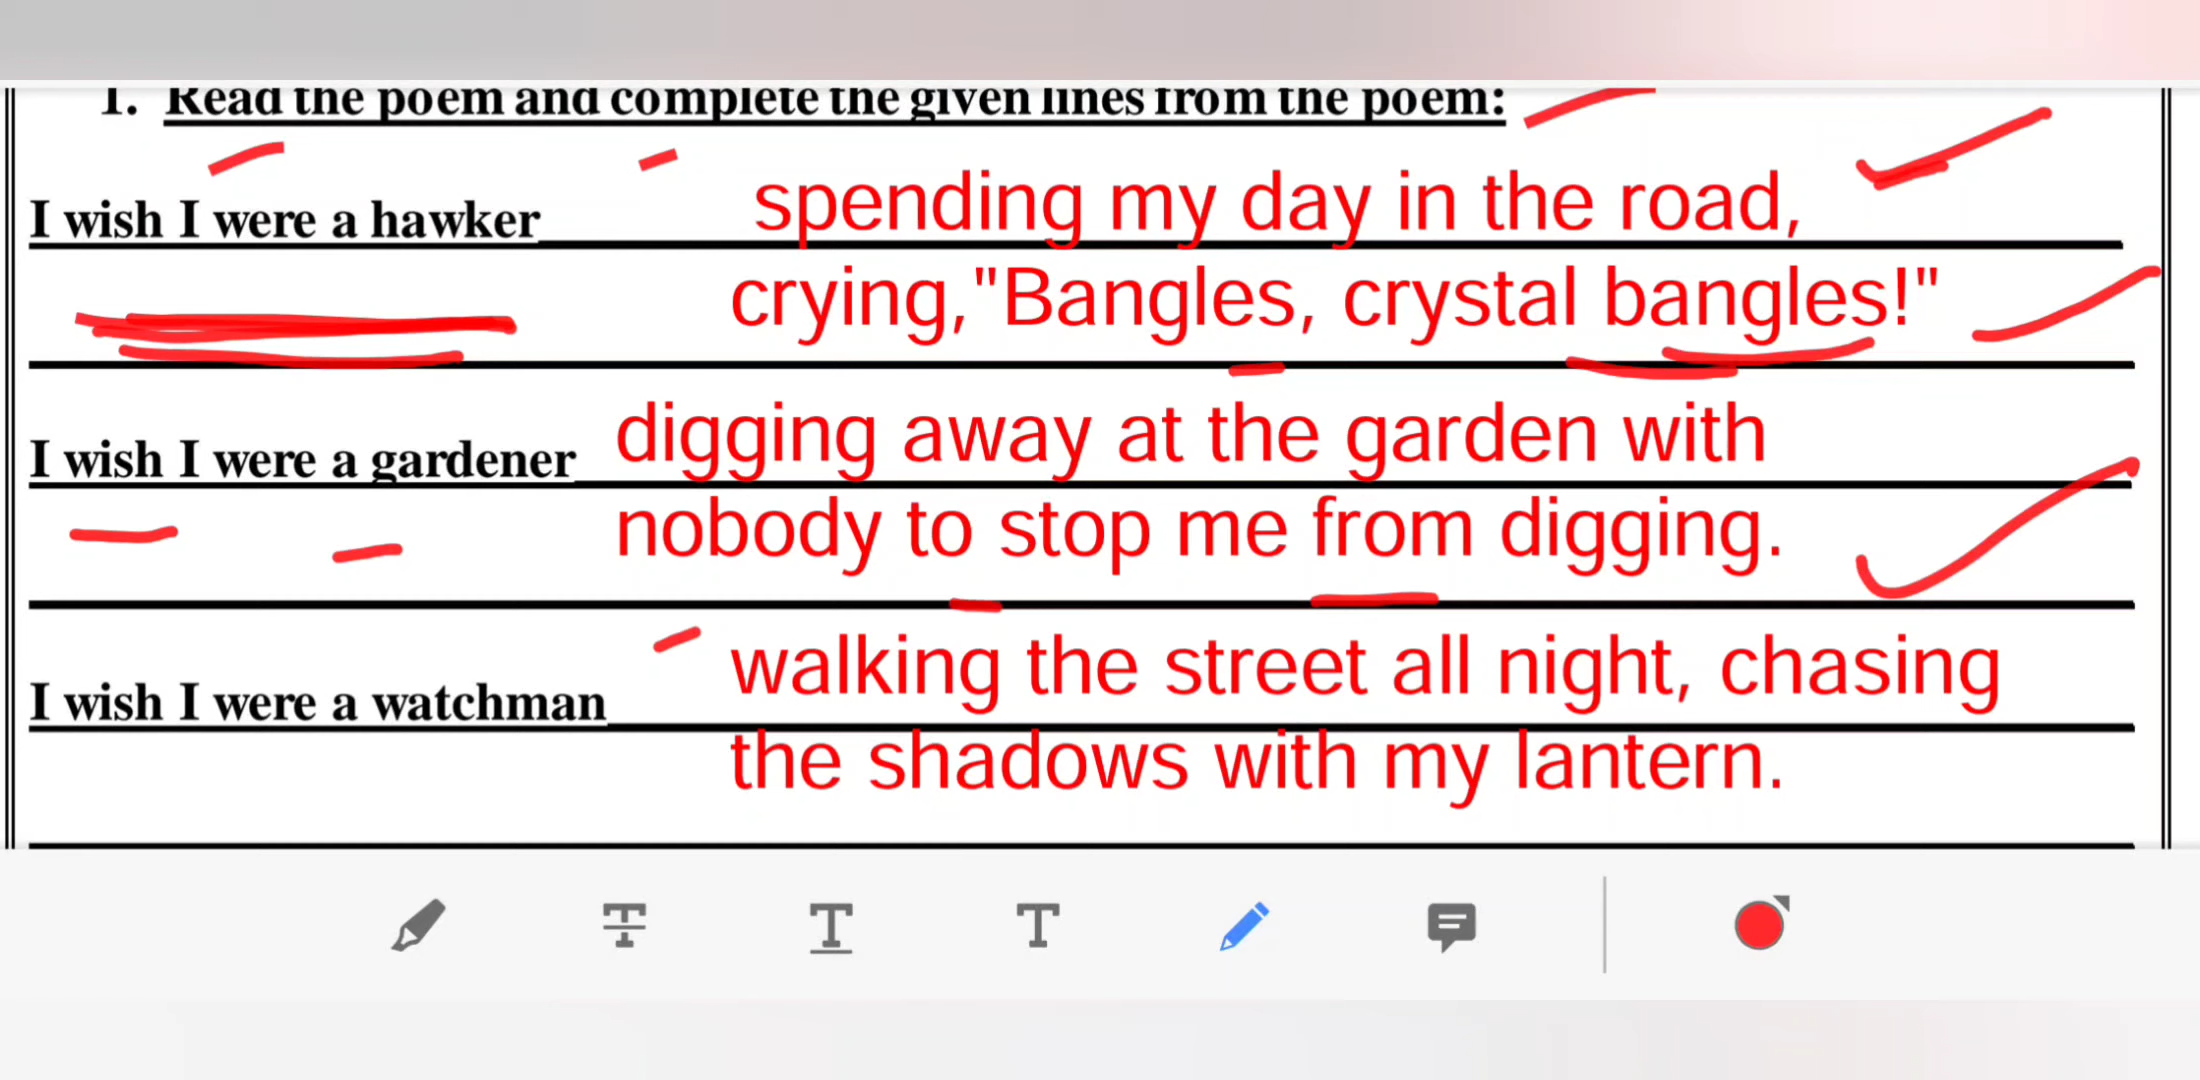 1. Read the poem and complete the given lines from the poem:
I wish I were a hawker spending my day in the road,
crying,"Bangles, crystal bangles!"
I wish I were a gardener digging away at the garden with
nobody to stop me from digging.
I wish I were a watchman walking the street all night, chasing
the shadows with my lantern.